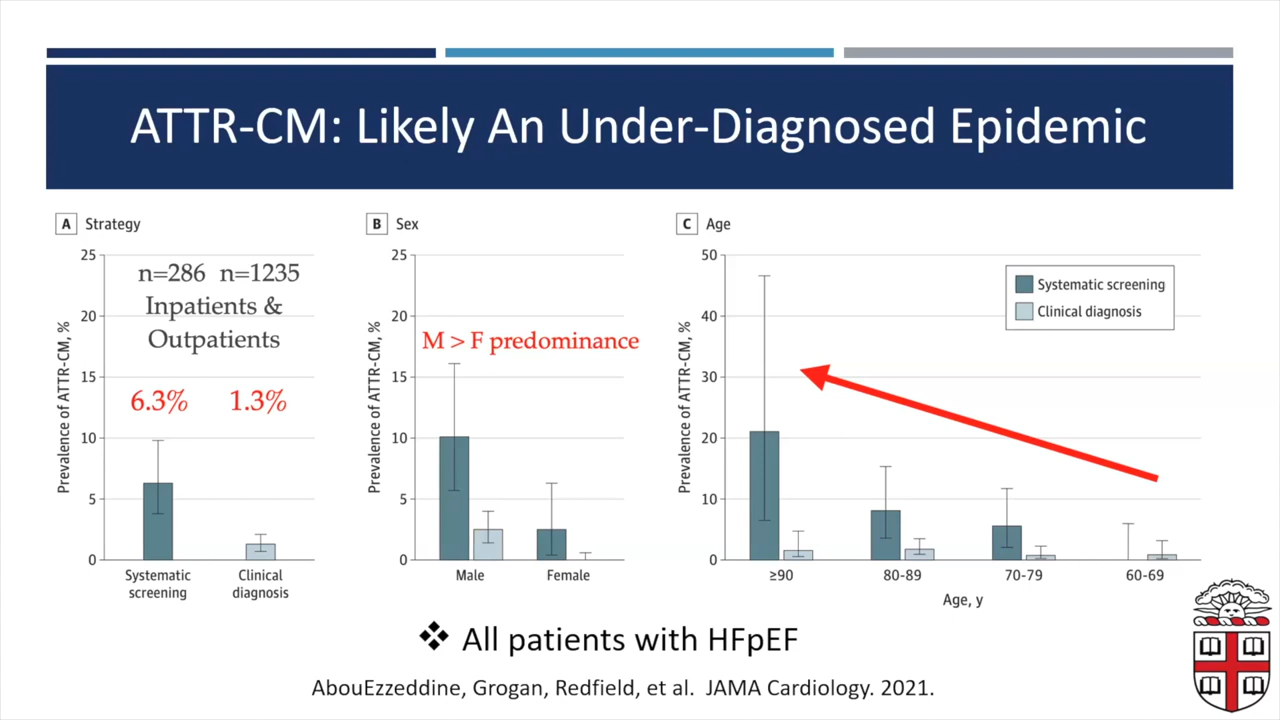 ATTR-CM: Likely An Under-Diagnosed Epidemic
A Strategy
25
20
15
10
5
0
Prevalence of ATTR-CM, %
n=286 n=1235
Inpatients &
Outpatients
6.3% 1.3%
Systematic screening
Clinical diagnosis
B Sex
25
20
15
10
5
0
Prevalence of ATTR-CM, %
M > F predominance
Male Female
C Age
50
40
30
20
10
0
Prevalence of ATTR-CM, %
Systematic screening
Clinical diagnosis
≥90 80-89 70-79 60-69
Age, y
❖ All patients with HFpEF
AbouEzzeddine, Grogan, Redfield, et al. JAMA Cardiology. 2021.